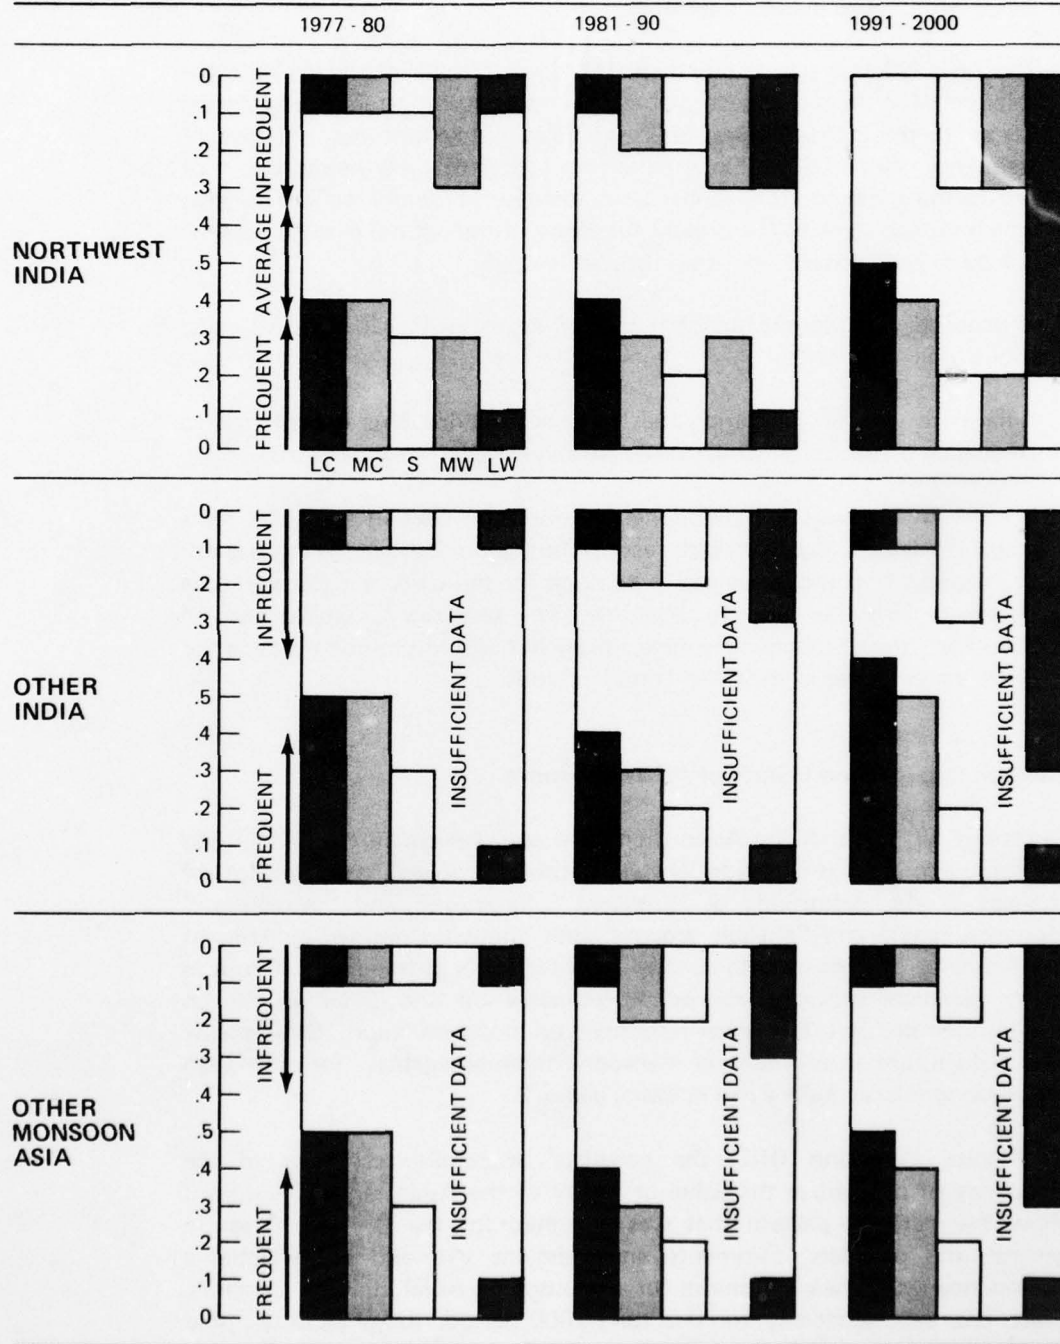 1977 - 80 1981 - 90 1991 - 2000
NORTHWEST
INDIA
0
.1
.2
.3
.4
.5
.4
.3
.2
.1
0
INFREQUENT
AVERAGE
FREQUENT
LC MC S MW LW
OTHER
INDIA
0
.1
.2
.3
.4
.5
.4
.3
.2
.1
0
INFREQUENT
FREQUENT
INSUFFICIENT DATA
INSUFFICIENT DATA
INSUFFICIENT DATA
OTHER
MONSOON
ASIA
0
.1
.2
.3
.4
.5
.4
.3
.2
.1
0
INFREQUENT
FREQUENT
INSUFFICIENT DATA
INSUFFICIENT DATA
INSUFFICIENT DATA